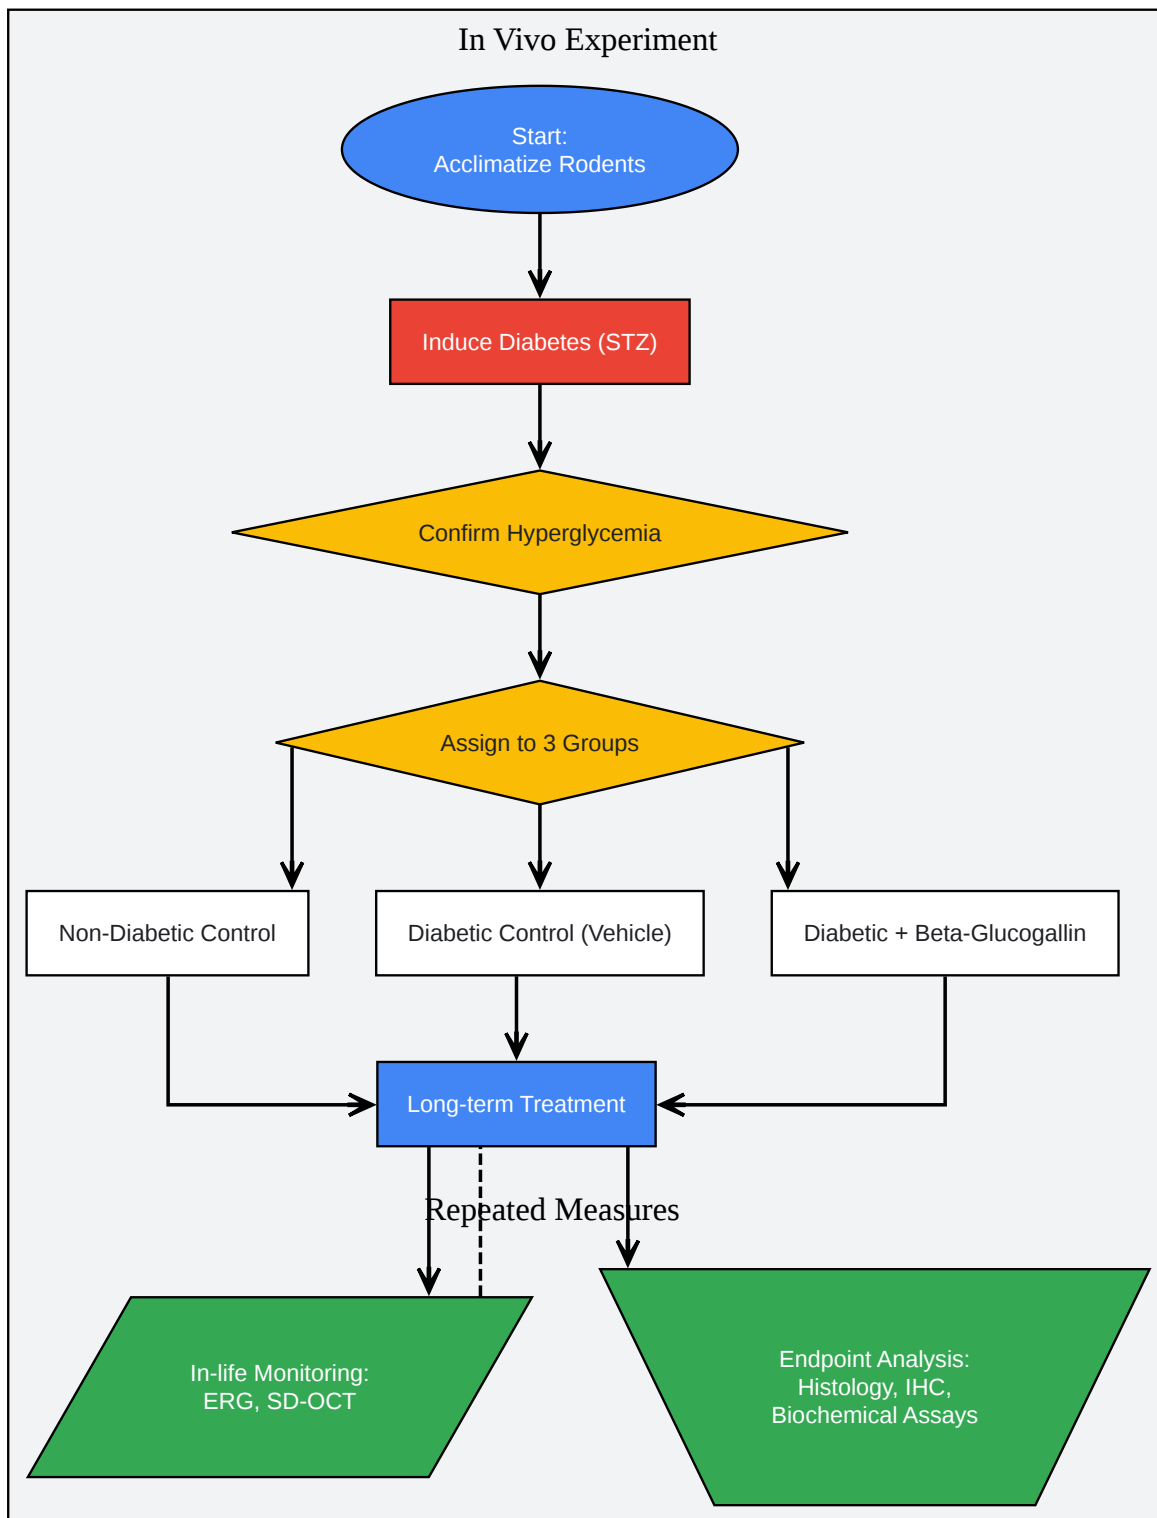 In Vivo Experiment
Start:
Acclimatize Rodents
Induce Diabetes (STZ)
Confirm Hyperglycemia
Assign to 3 Groups
Non-Diabetic Control
Diabetic Control (Vehicle)
Diabetic + Beta-Glucogallin
Long-term Treatment
Repeated Measures
In-life Monitoring:
ERG, SD-OCT
Endpoint Analysis:
Histology, IHC,
Biochemical Assays